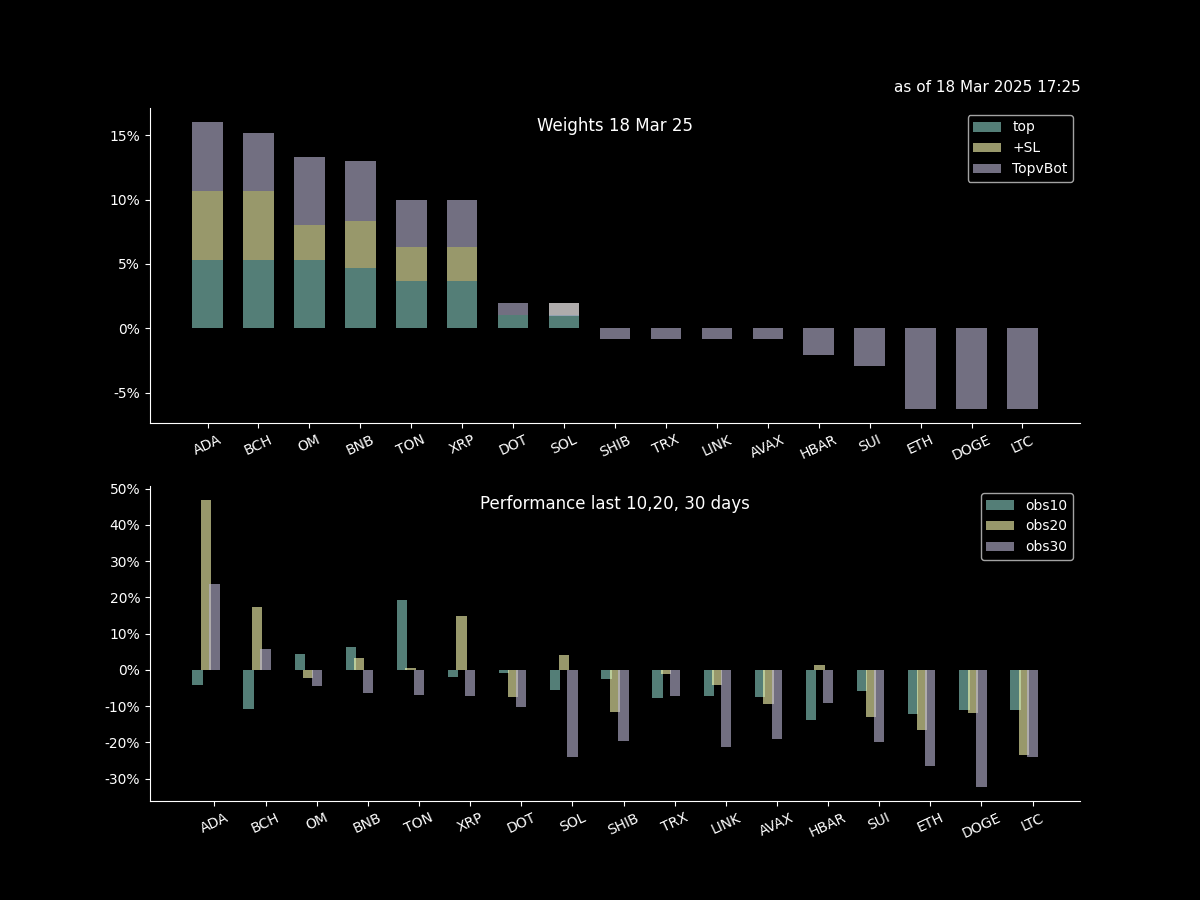 as of 18 Mar 2025 17:25
Weights 18 Mar 25
top
+SL
TopvBot
15%
10%
5%
0%
-5%
ADA BCH OM BNB TON XRP DOT SOL SHIB TRX LINK AVAX HBAR SUI ETH DOGE LTC
Performance last 10,20, 30 days
obs10
obs20
obs30
50%
40%
30%
20%
10%
0%
-10%
-20%
-30%
ADA BCH OM BNB TON XRP DOT SOL SHIB TRX LINK AVAX HBAR SUI ETH DOGE LTC